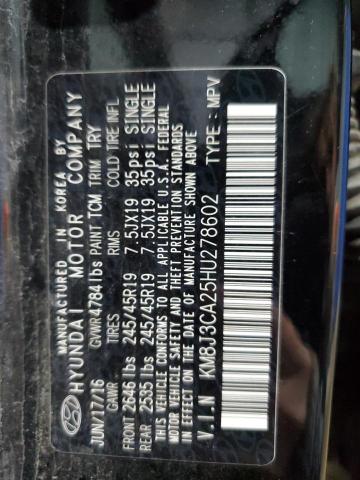 MANUFACTURED IN KOREA BY
HYUNDAI MOTOR COMPANY
JUN/17/16 GVWR 4784 lbs PAINT TCM TRIM TRY
GAWR TIRES RIMS COLD TIRE INFL
FRONT 2646 lbs 245/45R19 7.5JX19 35psi SINGLE
REAR 2535 lbs 245/45R19 7.5JX19 35psi SINGLE
THIS VEHICLE CONFORMS TO ALL APPLICABLE U.S.A. FEDERAL
MOTOR VEHICLE SAFETY AND THEFT PREVENTION STANDARDS
IN EFFECT ON THE DATE OF MANUFACTURE SHOWN ABOVE
V.I.N KM8J3CA25HU278602 TYPE: MPV